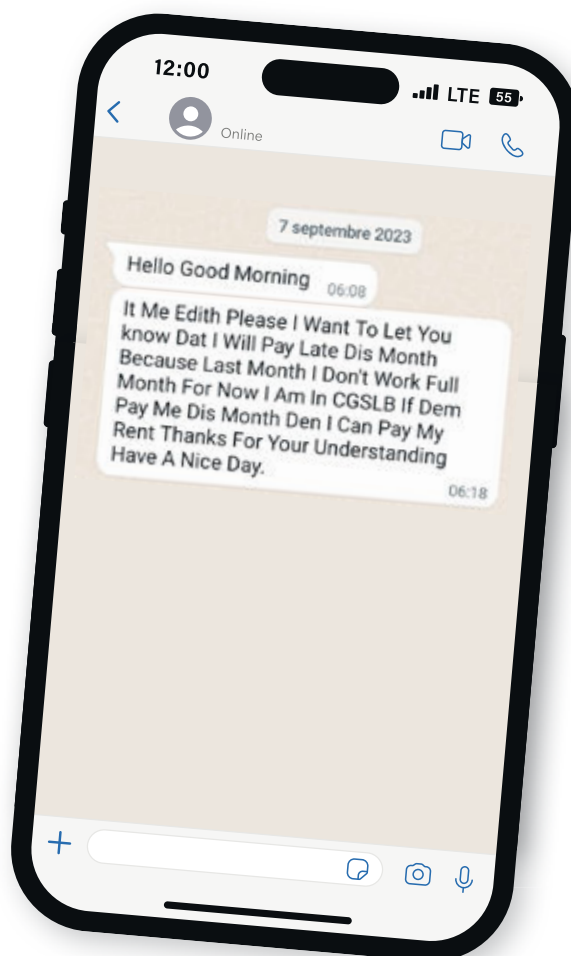 12:00
LTE 55
Online
7 septembre 2023
Hello Good Morning 06:08
It Me Edith Please I Want To Let You
know Dat I Will Pay Late Dis Month
Because Last Month I Don't Work Full
Month For Now I Am In CGSLB If Dem
Pay Me Dis Month Den I Can Pay My
Rent Thanks For Your Understanding
Have A Nice Day.
06:18